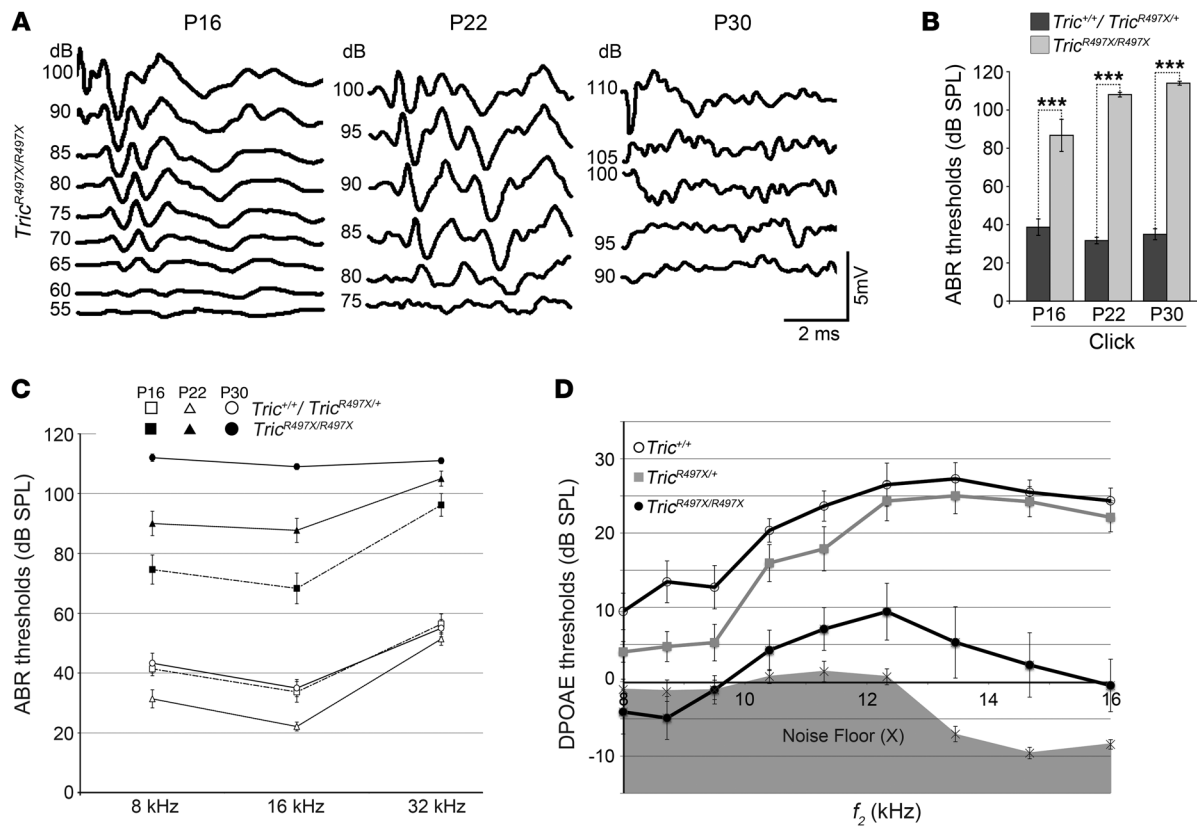 A
P16
P22
P30
dB
100
90
85
80
75
70
65
60
55
Tric^R497X/R497X
dB
100
95
90
85
80
75
dB
110
105
100
95
90
5mV
2 ms
B
Tric^+/+/ Tric^R497X/+
Tric^R497X/R497X
ABR thresholds (dB SPL)
120
100
80
60
40
20
0
***
***
***
P16 P22 P30
Click
C
P16 P22 P30
Tric^+/+/ Tric^R497X/+
Tric^R497X/R497X
ABR thresholds (dB SPL)
120
100
80
60
40
20
0
8 kHz 16 kHz 32 kHz
D
Tric^+/+
Tric^R497X/+
Tric^R497X/R497X
DPOAE thresholds (dB SPL)
30
20
10
0
-10
8 10 12 14 16
Noise Floor (X)
f₂ (kHz)